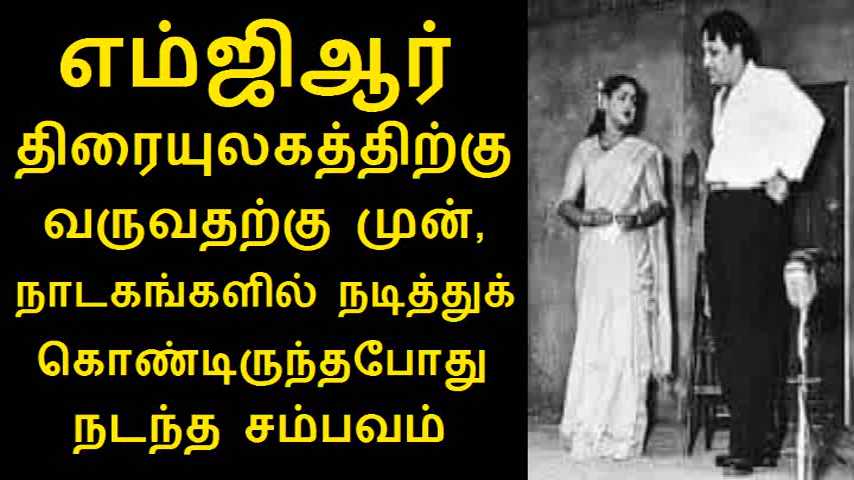 எம்ஜிஆர்
திரையுலகத்திற்கு
வருவதற்கு முன்,
நாடகங்களில் நடித்துக்
கொண்டிருந்தபோது
நடந்த சம்பவம்